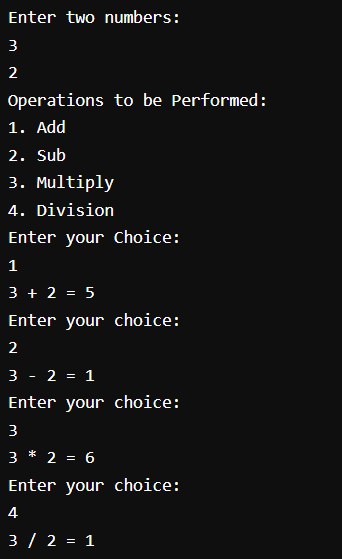 Enter two numbers:
3
2
Operations to be Performed:
1. Add
2. Sub
3. Multiply
4. Division
Enter your Choice:
1
3 + 2 = 5
Enter your choice:
2
3 - 2 = 1
Enter your choice:
3
3 * 2 = 6
Enter your choice:
4
3 / 2 = 1